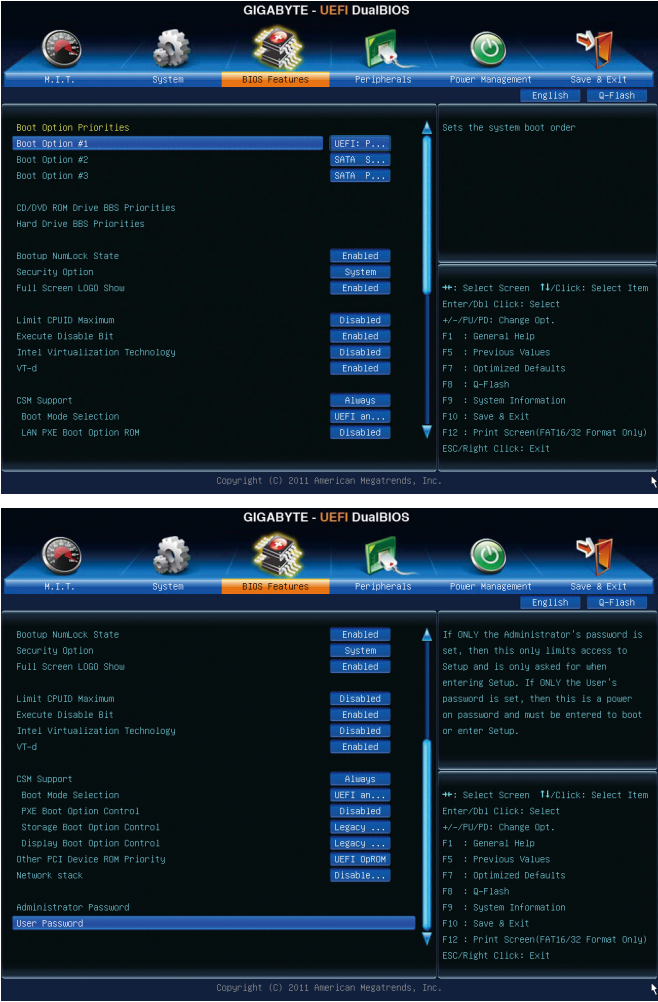 GIGABYTE - UEFI DualBIOS
M.I.T. System BIOS Features Peripherals Power Management Save & Exit
English Q-Flash
Boot Option Priorities
Boot Option #1 UEFI: P...
Boot Option #2 SATA S...
Boot Option #3 SATA P...
CD/DVD ROM Drive BBS Priorities
Hard Drive BBS Priorities
Bootup NumLock State Enabled
Security Option System
Full Screen LOGO Show Enabled
Limit CPUID Maximum Disabled
Execute Disable Bit Enabled
Intel Virtualization Technology Disabled
VT-d Enabled
CSM Support Always
Boot Mode Selection UEFI an...
LAN PXE Boot Option ROM Disabled
Sets the system boot order
→←: Select Screen ↑↓/Click: Select Item
Enter/Dbl Click: Select
+/-/PU/PD: Change Opt.
F1 : General Help
F5 : Previous Values
F7 : Optimized Defaults
F8 : Q-Flash
F9 : System Information
F10 : Save & Exit
F12 : Print Screen(FAT16/32 Format Only)
ESC/Right Click: Exit
Copyright (C) 2011 American Megatrends, Inc.
GIGABYTE - UEFI DualBIOS
M.I.T. System BIOS Features Peripherals Power Management Save & Exit
English Q-Flash
Bootup NumLock State Enabled
Security Option System
Full Screen LOGO Show Enabled
Limit CPUID Maximum Disabled
Execute Disable Bit Enabled
Intel Virtualization Technology Disabled
VT-d Enabled
CSM Support Always
Boot Mode Selection UEFI an...
PXE Boot Option Control Disabled
Storage Boot Option Control Legacy ...
Display Boot Option Control Legacy ...
Other PCI Device ROM Priority UEFI OpROM
Network stack Disable...
Administrator Password
User Password
If ONLY the Administrator's password is
set, then this only limits access to
Setup and is only asked for when
entering Setup. If ONLY the User's
password is set, then this is a power
on password and must be entered to boot
or enter Setup.
→←: Select Screen ↑↓/Click: Select Item
Enter/Dbl Click: Select
+/-/PU/PD: Change Opt.
F1 : General Help
F5 : Previous Values
F7 : Optimized Defaults
F8 : Q-Flash
F9 : System Information
F10 : Save & Exit
F12 : Print Screen(FAT16/32 Format Only)
ESC/Right Click: Exit
Copyright (C) 2011 American Megatrends, Inc.